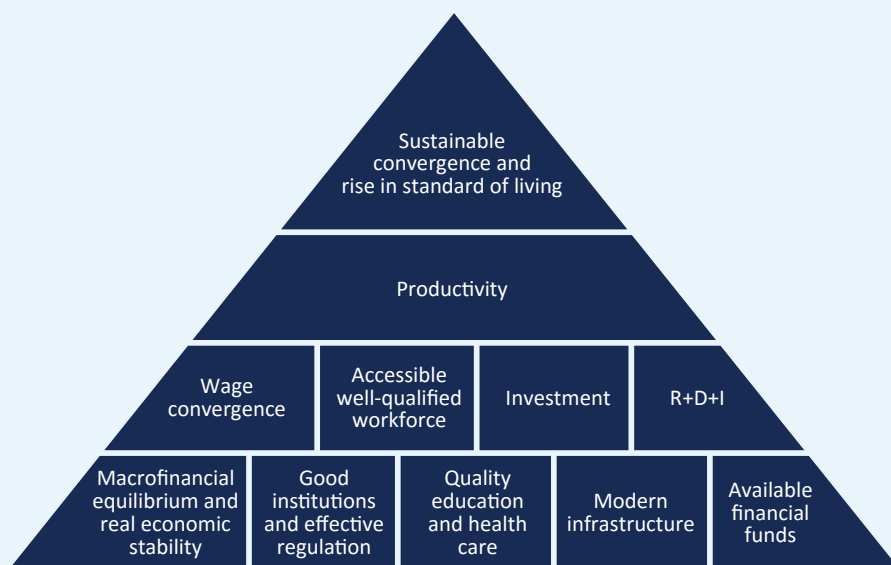 Sustainable
convergence and
rise in standard of living
Productivity
Wage
convergence
Accessible
well-qualified
workforce
Investment
R+D+I
Macrofinancial
equilibrium and
real economic
stability
Good
institutions
and effective
regulation
Quality
education
and health
care
Modern
infrastructure
Available
financial
funds